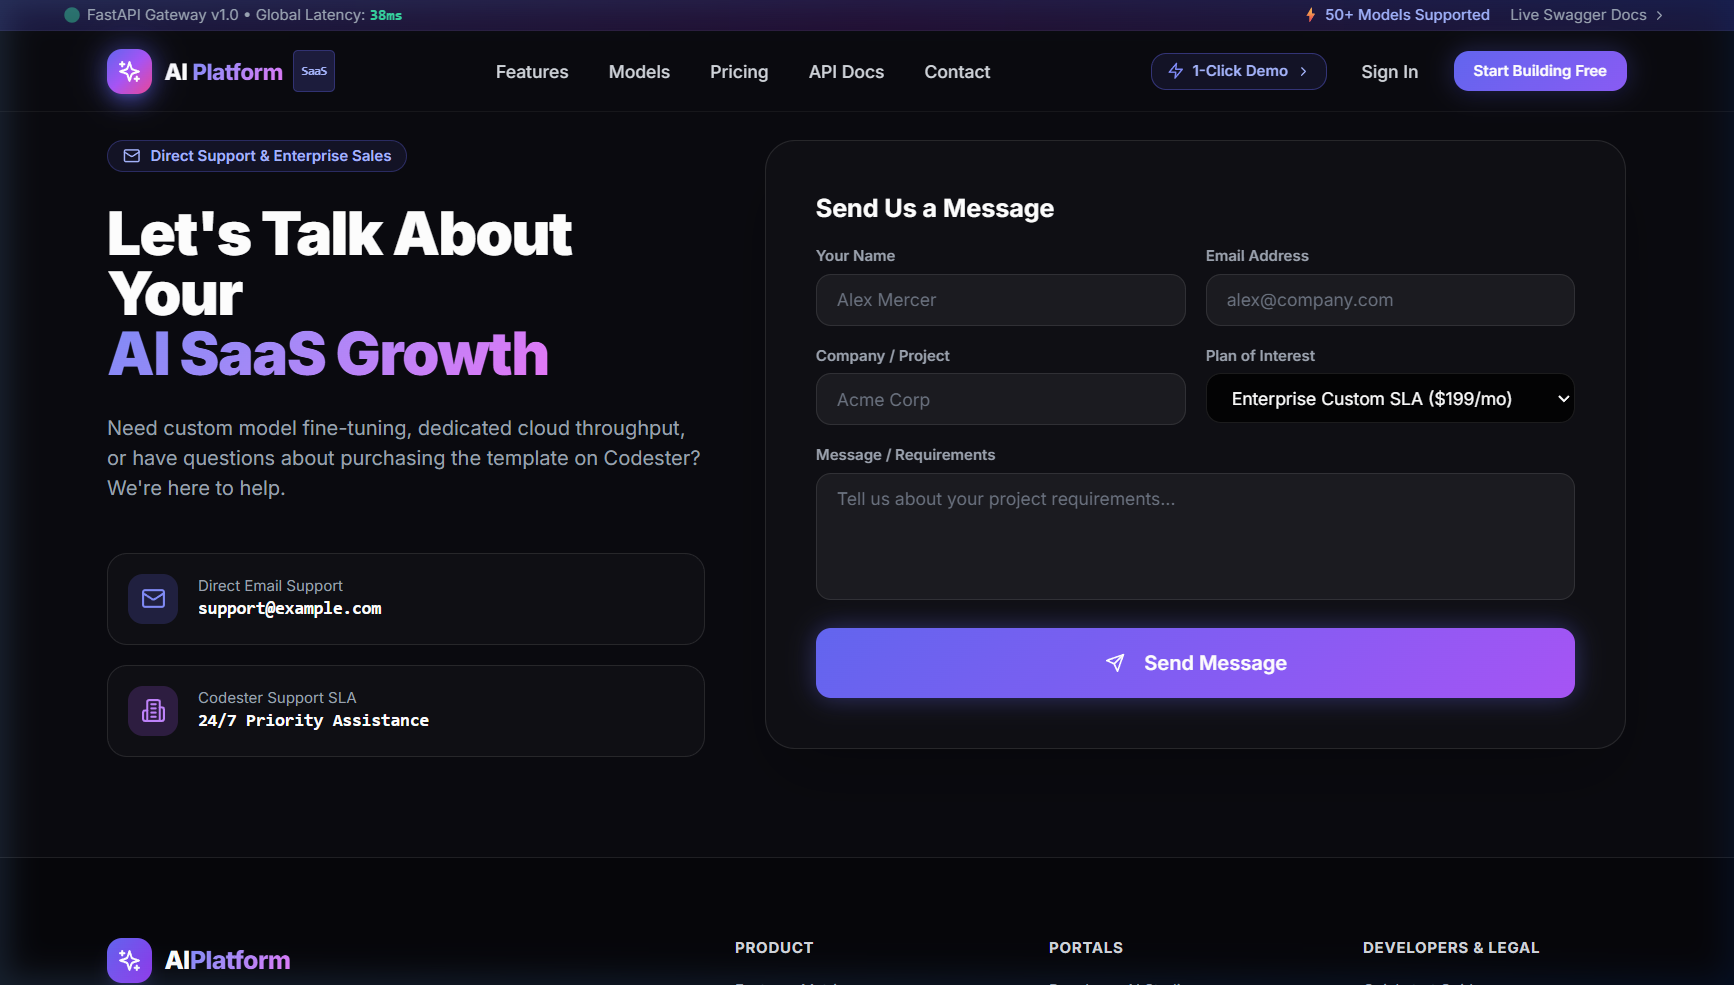 FastAPI Gateway v1.0 • Global Latency: 38ms
50+ Models Supported
Live Swagger Docs
AI Platform
SaaS
Features
Models
Pricing
API Docs
Contact
1-Click Demo
Sign In
Start Building Free
Direct Support & Enterprise Sales
Let's Talk About
Your
AI SaaS Growth
Need custom model fine-tuning, dedicated cloud throughput,
or have questions about purchasing the template on Codester?
We're here to help.
Direct Email Support
support@example.com
Codester Support SLA
24/7 Priority Assistance
Send Us a Message
Your Name
Email Address
Alex Mercer
alex@company.com
Company / Project
Plan of Interest
Acme Corp
Enterprise Custom SLA ($199/mo)
Message / Requirements
Tell us about your project requirements...
Send Message
AIPlatform
PRODUCT
PORTALS
DEVELOPERS & LEGAL